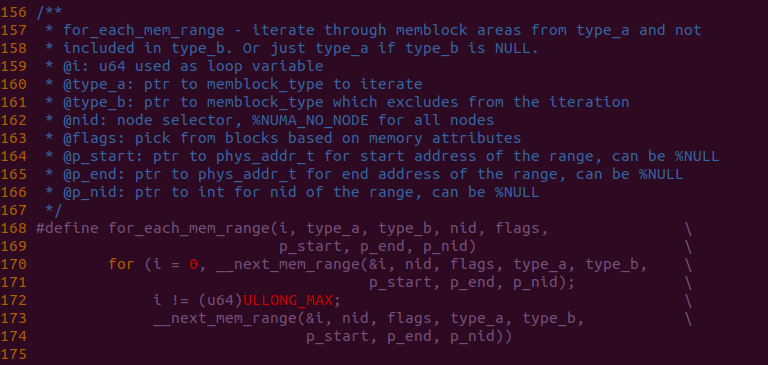 156 /**
157  * for_each_mem_range - iterate through memblock areas from type_a and not
158  * included in type_b. Or just type_a if type_b is NULL.
159  * @i: u64 used as loop variable
160  * @type_a: ptr to memblock_type to iterate
161  * @type_b: ptr to memblock_type which excludes from the iteration
162  * @nid: node selector, %NUMA_NO_NODE for all nodes
163  * @flags: pick from blocks based on memory attributes
164  * @p_start: ptr to phys_addr_t for start address of the range, can be %NULL
165  * @p_end: ptr to phys_addr_t for end address of the range, can be %NULL
166  * @p_nid: ptr to int for nid of the range, can be %NULL
167  */
168 #define for_each_mem_range(i, type_a, type_b, nid, flags,               \
169                            p_start, p_end, p_nid)                       \
170         for (i = 0, __next_mem_range(&i, nid, flags, type_a, type_b,    \
171                                      p_start, p_end, p_nid);            \
172              i != (u64)ULLONG_MAX;                                      \
173              __next_mem_range(&i, nid, flags, type_a, type_b,           \
174                               p_start, p_end, p_nid))
175